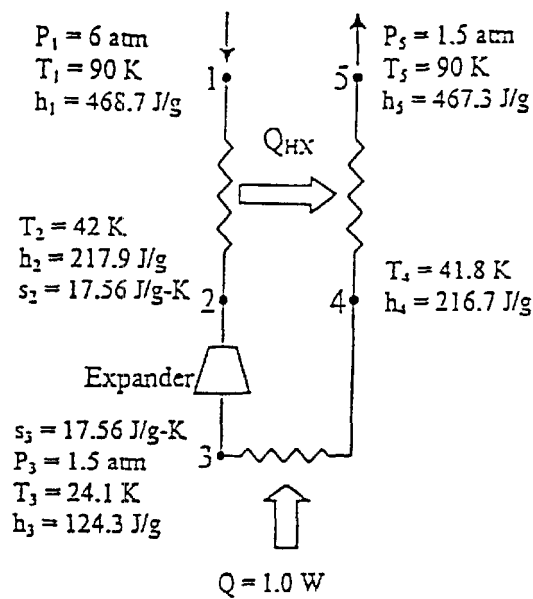 P₁ = 6 atm
T₁ = 90 K
h₁ = 468.7 J/g
1
5
P₅ = 1.5 atm
T₅ = 90 K
h₅ = 467.3 J/g
Q_HX
T₂ = 42 K
h₂ = 217.9 J/g
s₂ = 17.56 J/g-K
2
4
T₄ = 41.8 K
h₄ = 216.7 J/g
Expander
s₃ = 17.56 J/g-K
P₃ = 1.5 atm
T₃ = 24.1 K
h₃ = 124.3 J/g
3
Q = 1.0 W